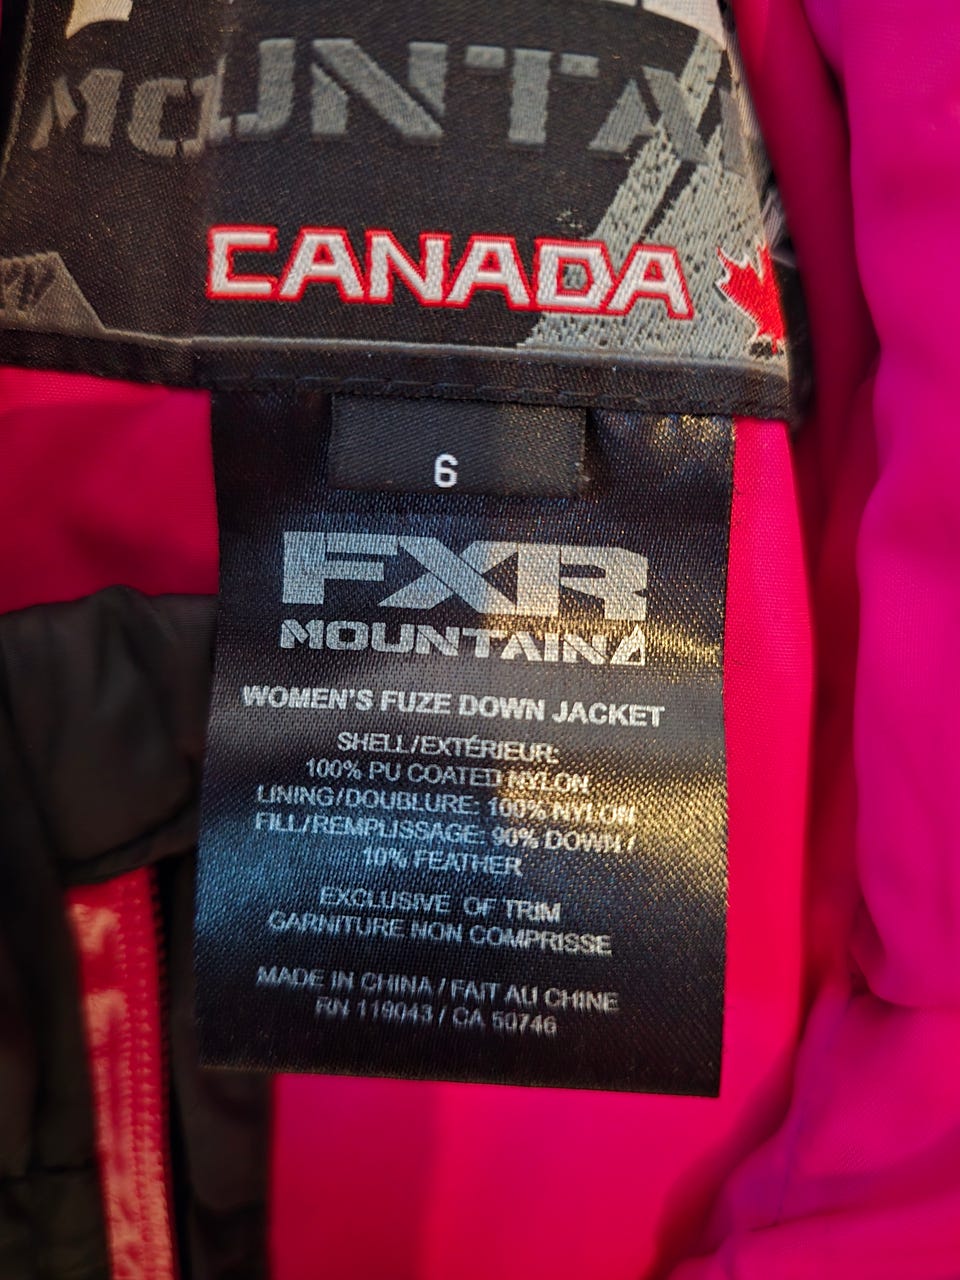 MOUNTA
CANADA
6
FXR
MOUNTAIN
WOMEN'S FUZE DOWN JACKET
SHELL/EXTÉRIEUR:
100% PU COATED NYLON
LINING/DOUBLURE: 100% NYLON
FILL/REMPLISSAGE: 90% DOWN /
10% FEATHER
EXCLUSIVE OF TRIM
GARNITURE NON COMPRISSE
MADE IN CHINA / FAIT AU CHINE
RN 119043 / CA 50746